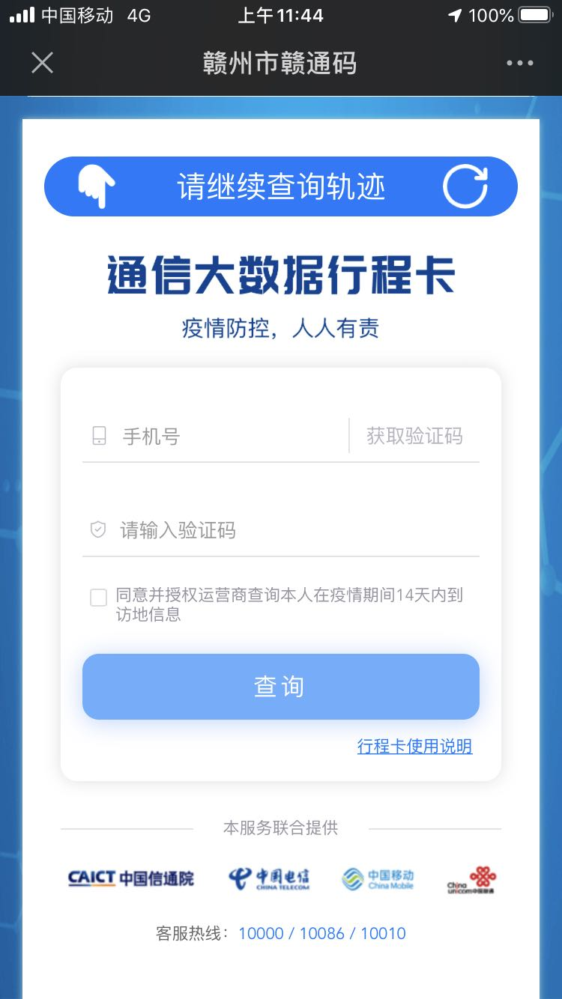 中国移动 4G 上午11:44 100%
赣州市赣通码
请继续查询轨迹
通信大数据行程卡
疫情防控，人人有责
手机号 获取验证码
请输入验证码
同意并授权运营商查询本人在疫情期间14天内到
访地信息
查询
行程卡使用说明
本服务联合提供
CAICT 中国信通院 中国电信 CHINA TELECOM 中国移动 China Mobile China unicom中国联通
客服热线：10000 / 10086 / 10010